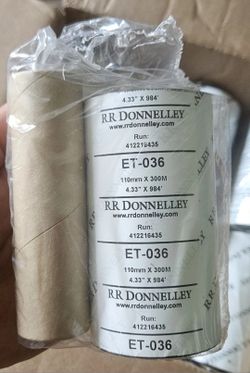 4.33" X 984'
RR DONNELLEY
www.rrdonnelley.com
Run:
412216435
ET-036
110mm X 300M
4.33" X 984'
RR DONNELLEY
www.rrdonnelley.com
Run:
412216435
ET-036
110mm X 300M
4.33" X 984'
RR DONNELLEY
www.rrdonnelley.com
Run:
412216435
ET-036